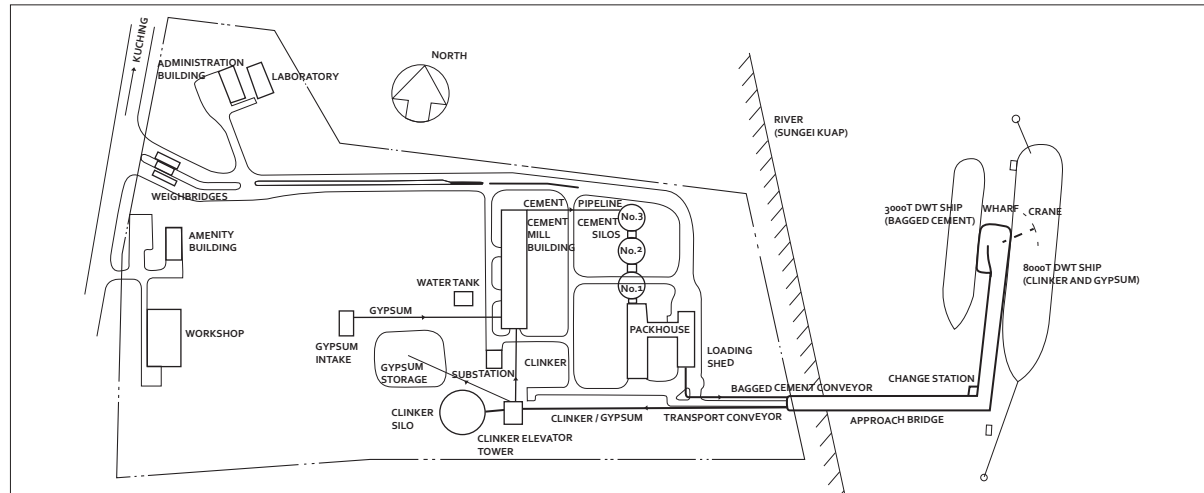 KUCHING
ADMINISTRATION
BUILDING
LABORATORY
NORTH
RIVER
(SUNGEI KUAP)
WEIGHBRIDGES
AMENITY
BUILDING
WORKSHOP
CEMENT PIPELINE
CEMENT
MILL
BUILDING
CEMENT
SILOS
No.3
No.2
No.1
3000T DWT SHIP
(BAGGED CEMENT)
WHARF
CRANE
8000T DWT SHIP
(CLINKER AND GYPSUM)
WATER TANK
GYPSUM
GYPSUM
INTAKE
GYPSUM
STORAGE
SUBSTATION
CLINKER
PACKHOUSE
LOADING
SHED
CLINKER
SILO
CLINKER ELEVATOR
TOWER
BAGGED CEMENT CONVEYOR
CLINKER / GYPSUM
TRANSPORT CONVEYOR
CHANGE STATION
APPROACH BRIDGE